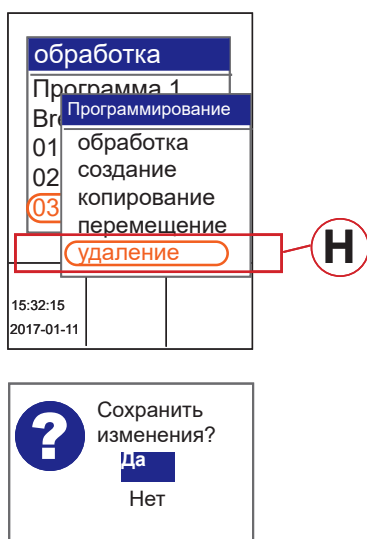 обработка
Программа 1
Программирование
01
обработка
02
создание
03
копирование
перемещение
удаление
H
15:32:15
2017-01-11
?
Сохранить
изменения?
Да
Нет